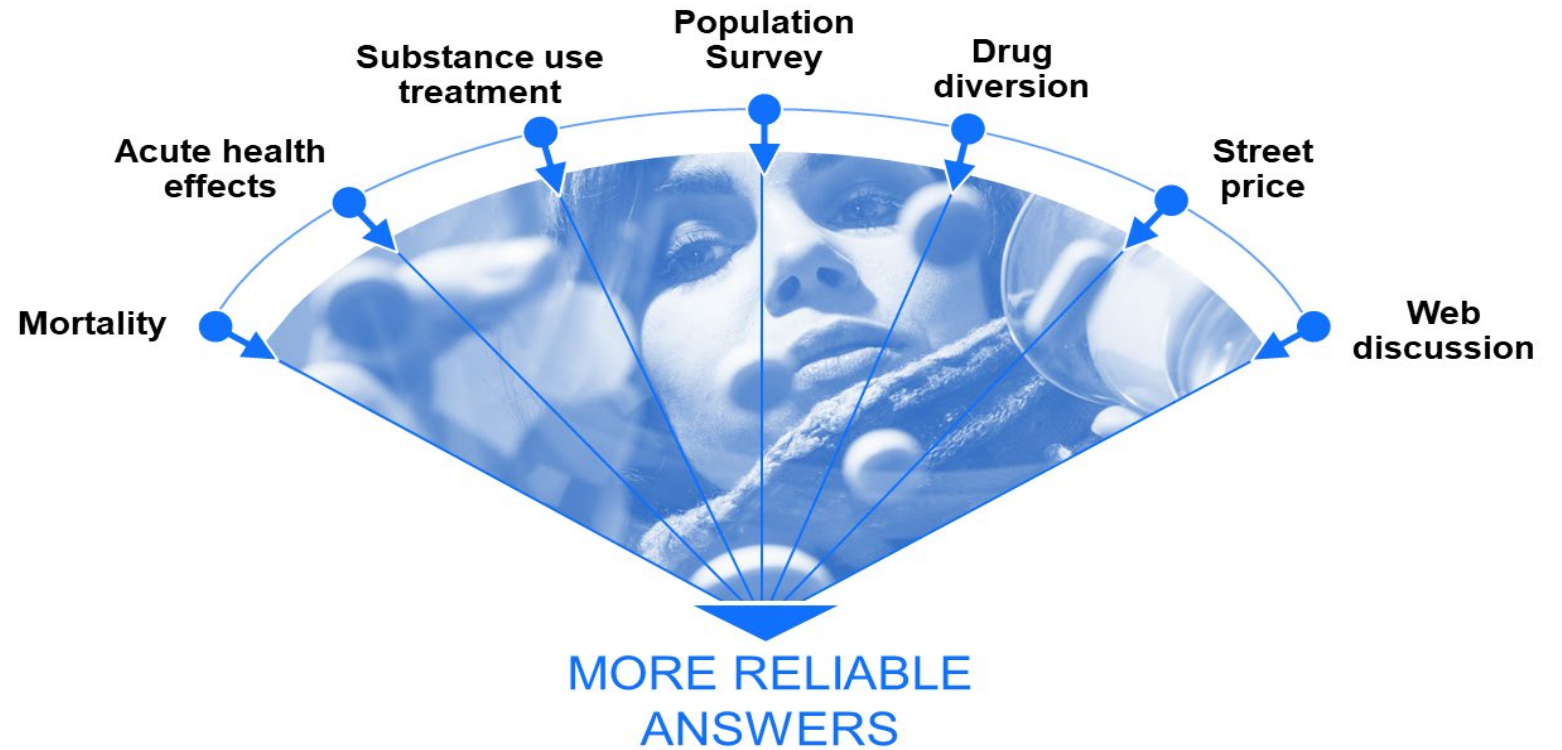 Population
Survey
Substance use
treatment
Drug
diversion
Acute health
effects
Street
price
Mortality
Web
discussion
MORE RELIABLE
ANSWERS